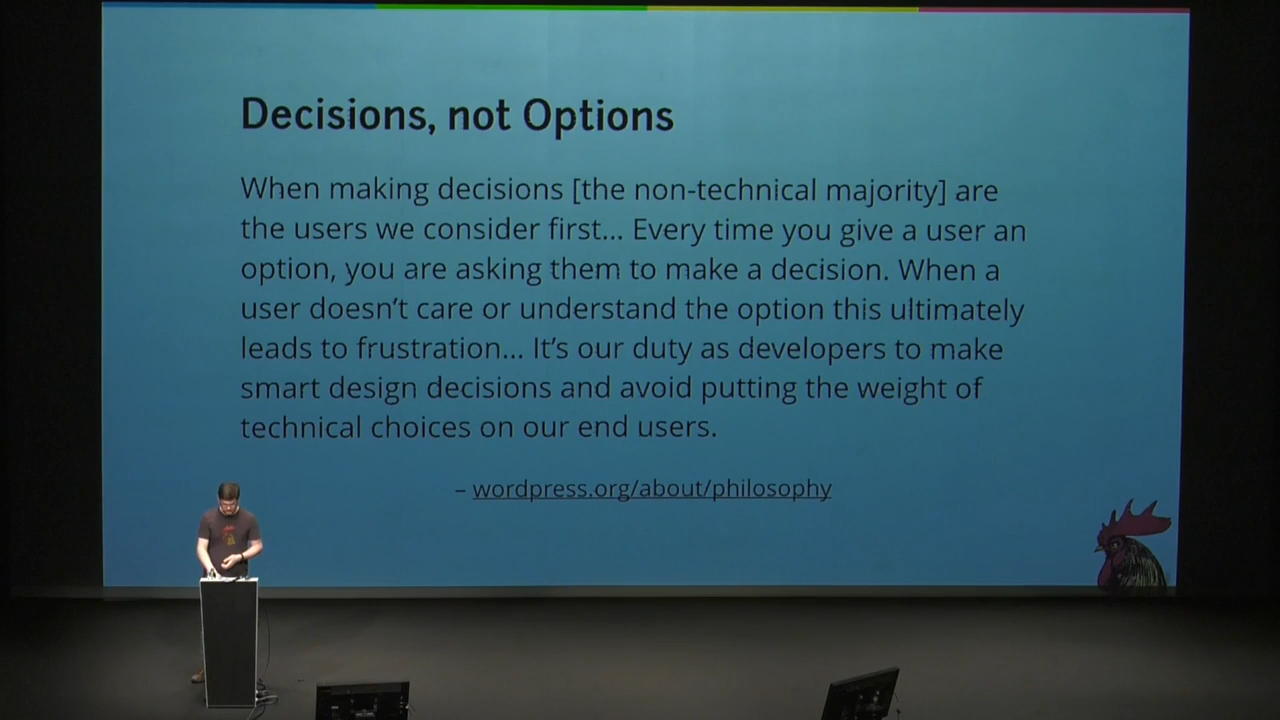 Decisions, not Options
When making decisions [the non-technical majority] are
the users we consider first... Every time you give a user an
option, you are asking them to make a decision. When a
user doesn’t care or understand the option this ultimately
leads to frustration... It’s our duty as developers to make
smart design decisions and avoid putting the weight of
technical choices on our end users.
– wordpress.org/about/philosophy